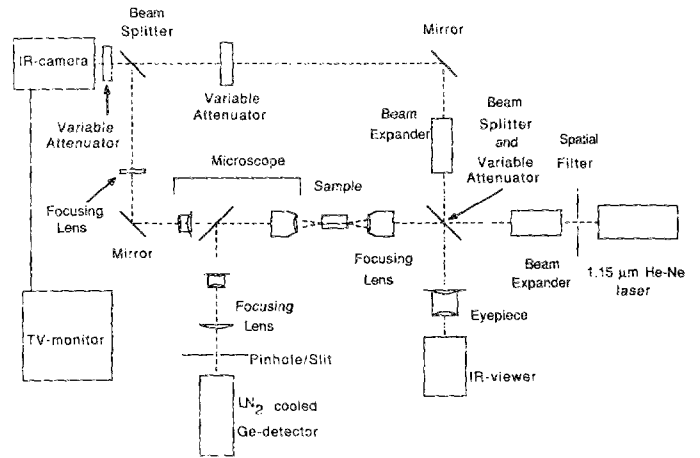 Beam
Splitter
IR-camera
Mirror
Variable
Attenuator
Variable
Attenuator
Beam
Expander
Beam
Splitter
and
Variable
Attenuator
Spatial
Filter
Microscope
Sample
Focusing
Lens
Mirror
Focusing
Lens
Beam
Expander
1.15 μm He-Ne
laser
Focusing
Lens
Eyepiece
TV-monitor
Pinhole/Slit
IR-viewer
LN2 cooled
Ge-detector